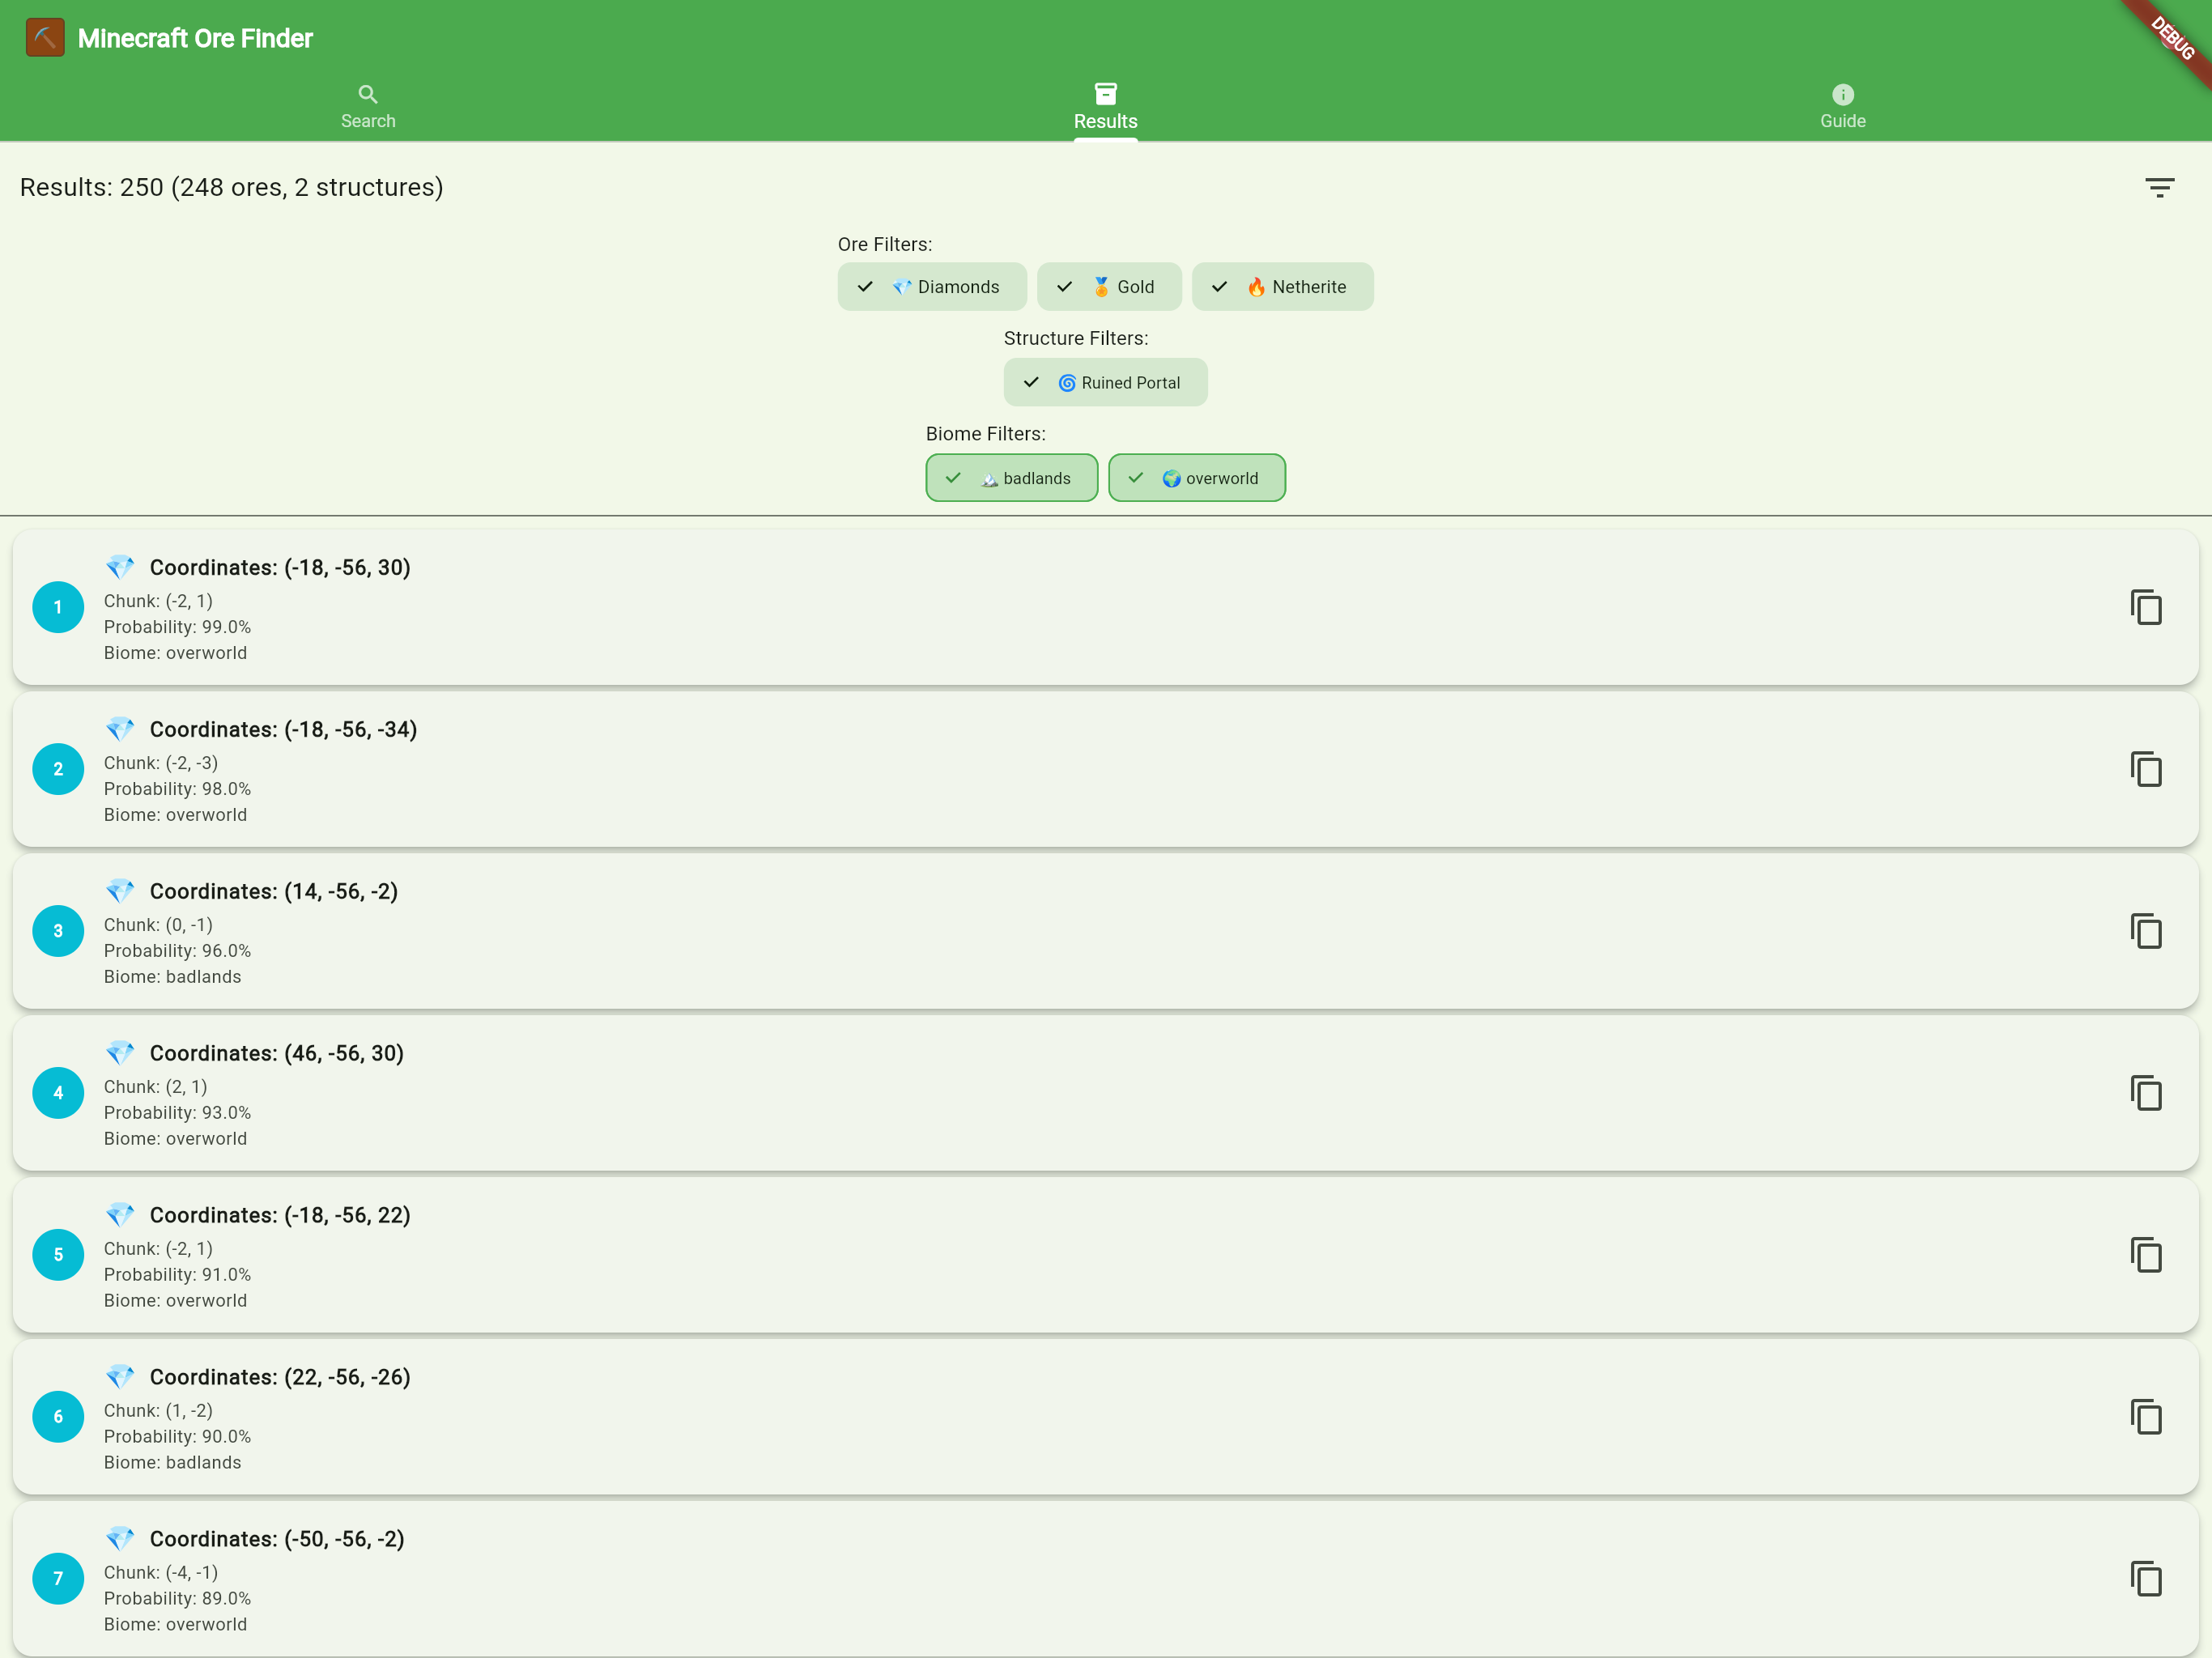 Minecraft Ore Finder
DEBUG
Search
Results
Guide
Results: 250 (248 ores, 2 structures)
Ore Filters:
Diamonds
Gold
Netherite
Structure Filters:
Ruined Portal
Biome Filters:
badlands
overworld
1
Coordinates: (-18, -56, 30)
Chunk: (-2, 1)
Probability: 99.0%
Biome: overworld
2
Coordinates: (-18, -56, -34)
Chunk: (-2, -3)
Probability: 98.0%
Biome: overworld
3
Coordinates: (14, -56, -2)
Chunk: (0, -1)
Probability: 96.0%
Biome: badlands
4
Coordinates: (46, -56, 30)
Chunk: (2, 1)
Probability: 93.0%
Biome: overworld
5
Coordinates: (-18, -56, 22)
Chunk: (-2, 1)
Probability: 91.0%
Biome: overworld
6
Coordinates: (22, -56, -26)
Chunk: (1, -2)
Probability: 90.0%
Biome: badlands
7
Coordinates: (-50, -56, -2)
Chunk: (-4, -1)
Probability: 89.0%
Biome: overworld